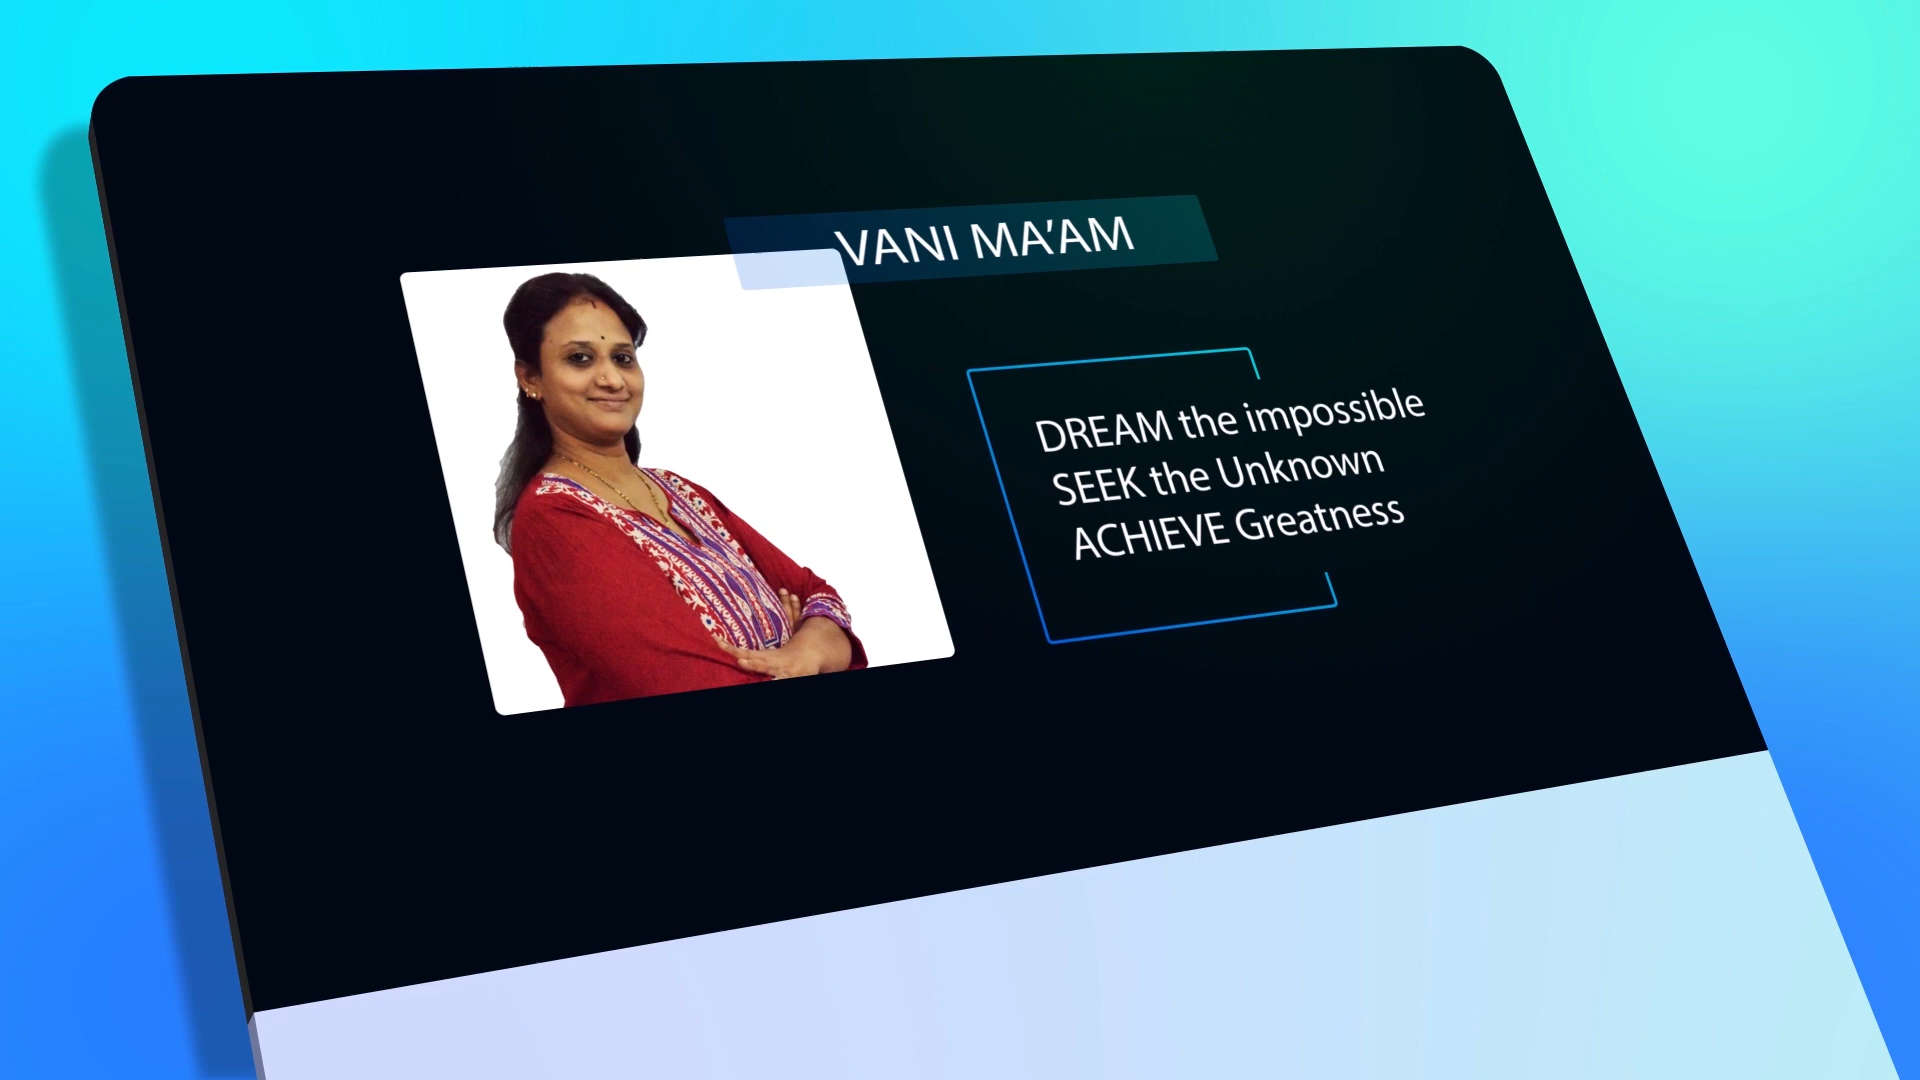 VANI MA’AM
DREAM the impossible
SEEK the Unknown
ACHIEVE Greatness